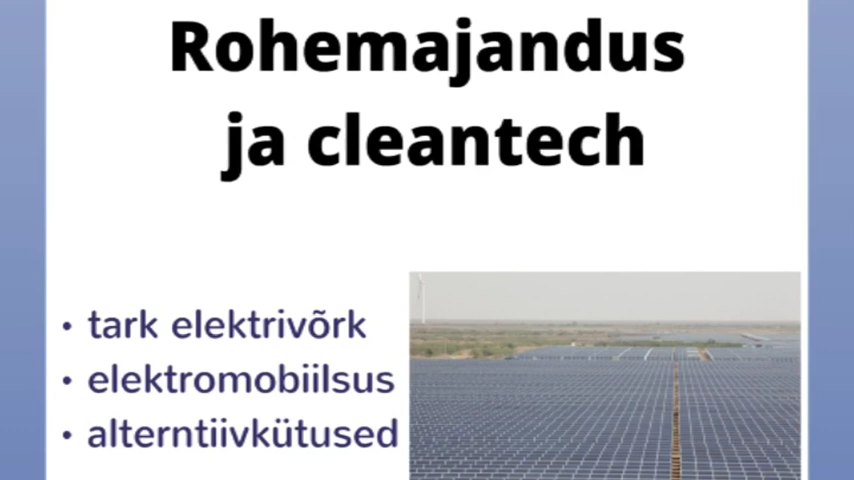 Rohemajandus
ja cleantech
• tark elektrivõrk
• elektromobiilsus
• alterntiivkütused